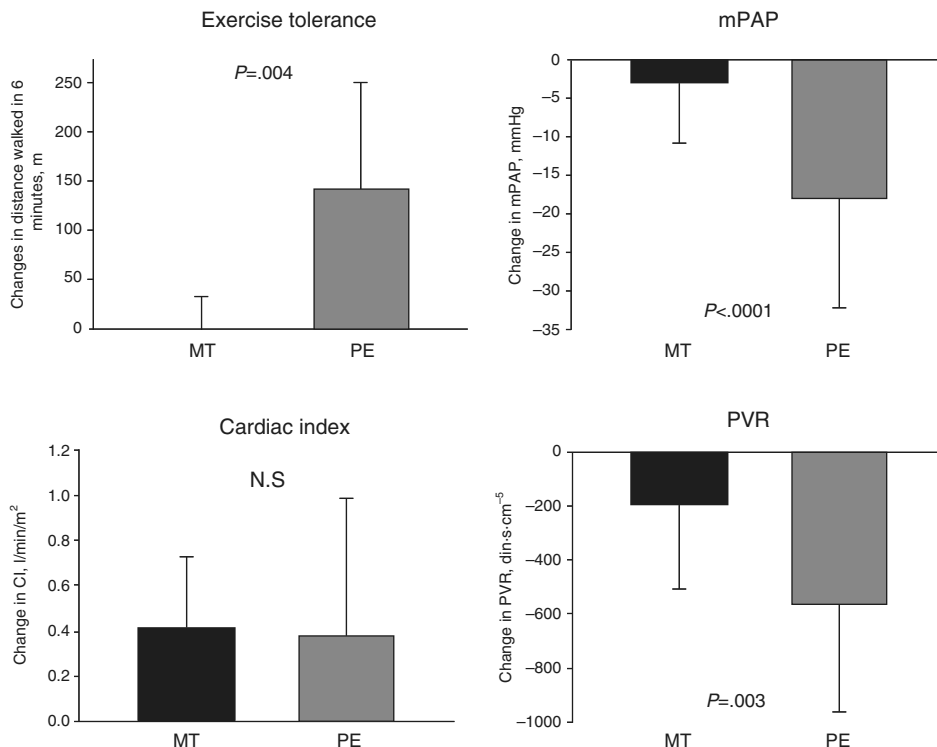 Exercise tolerance
Changes in distance walked in 6
minutes, m
250
200
150
100
50
0
P=.004
MT PE
mPAP
Change in mPAP, mmHg
0
−5
−10
−15
−20
−25
−30
−35
P<.0001
MT PE
Cardiac index
Change in CI, l/min/m²
1.2
1.0
0.8
0.6
0.4
0.2
0.0
N.S
MT PE
PVR
Change in PVR, din·s·cm⁻⁵
0
−200
−400
−600
−800
−1000
P=.003
MT PE